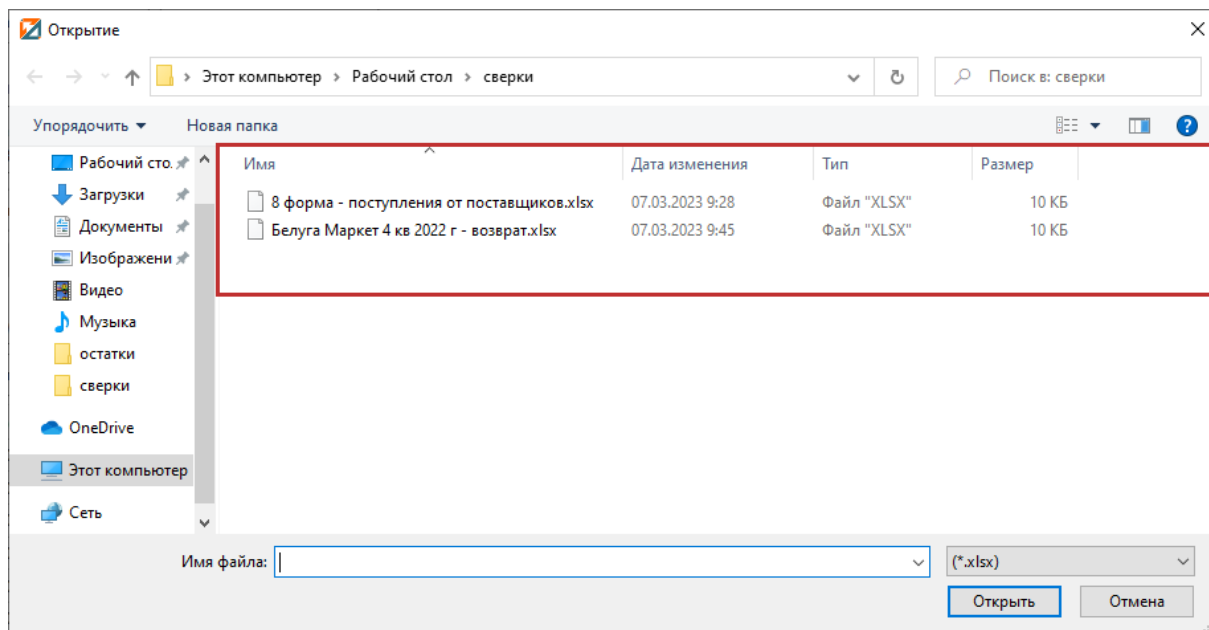 Открытие
Этот компьютер > Рабочий стол > сверки
Поиск в: сверки
Упорядочить Новая папка
Рабочий сто.
Загрузки
Документы
Изображени
Видео
Музыка
остатки
сверки
OneDrive
Этот компьютер
Сеть
Имя Дата изменения Тип Размер
8 форма - поступления от поставщиков.xlsx 07.03.2023 9:28 Файл "XLSX" 10 КБ
Белуга Маркет 4 кв 2022 г - возврат.xlsx 07.03.2023 9:45 Файл "XLSX" 10 КБ
Имя файла:
(*.xlsx)
Открыть Отмена